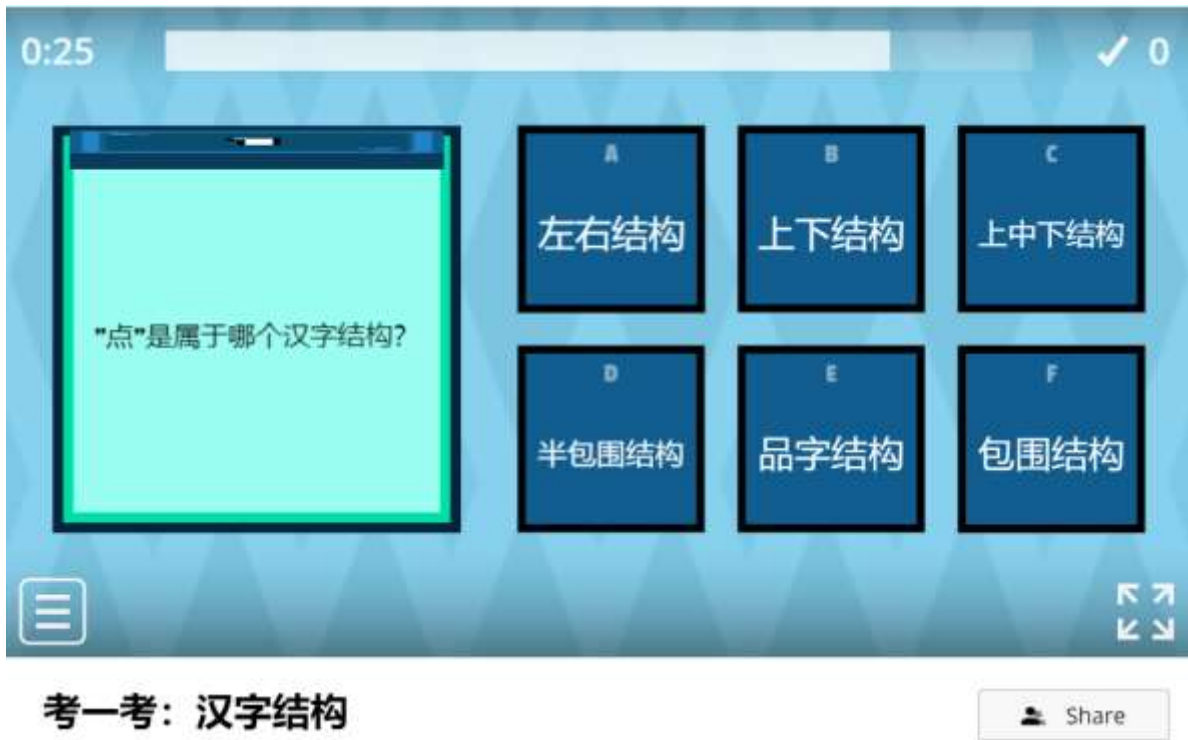 0:25
0
"点"是属于哪个汉字结构?
A
左右结构
B
上下结构
C
上中下结构
D
半包围结构
E
品字结构
F
包围结构
考一考：汉字结构
Share